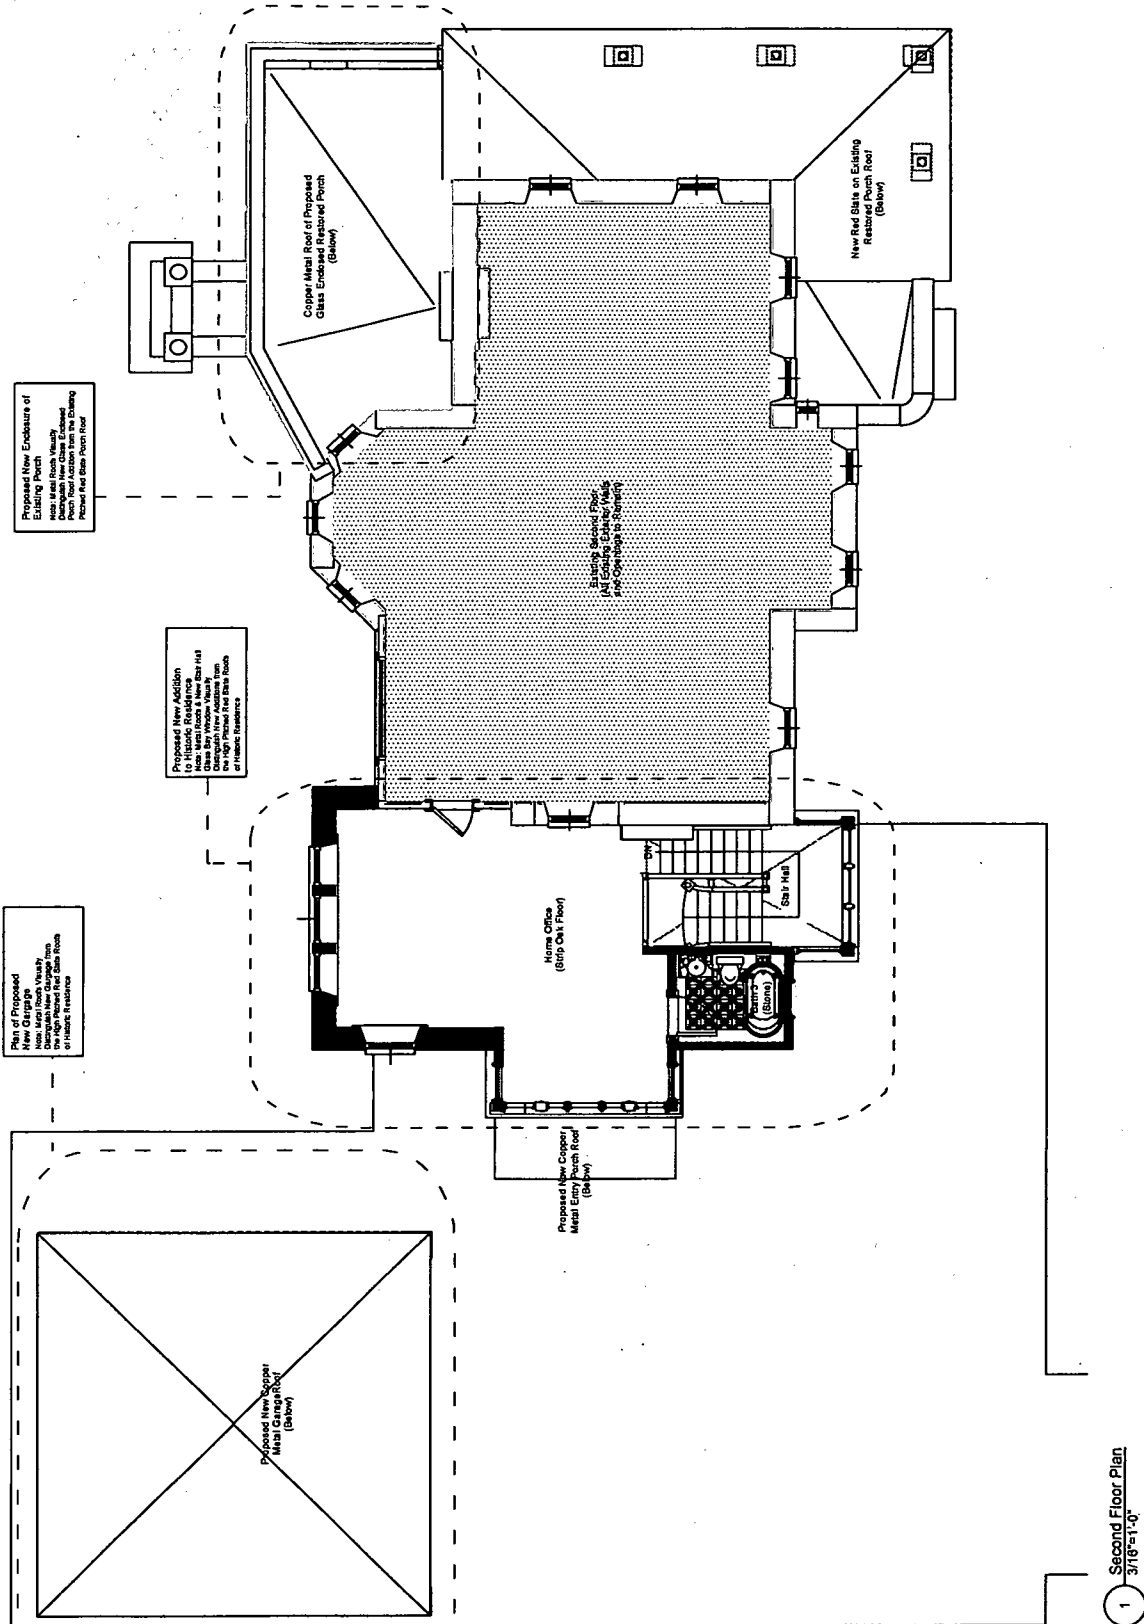 Proposed New Enclosure of
Existing Porch
Note: Metal Roofs Visually
Distinguish New Glass Enclosed
Porch Roof Addition from the Existing
Pitched Red Slate Porch Roof
Proposed New Addition
to Historic Residence
Note: Metal Roofs & New Stair Hall
Glass Bay Window Visually
Distinguish New Additions from
the High Pitched Red Slate Roofs
of Historic Residence
Plan of Proposed
New Gargage
Note: Metal Roofs Visually
Distinguish New Gargage from
the High Pitched Red Slate Roofs
of Historic Residence
Copper Metal Roof of Proposed
Glass Enclosed Restored Porch
(Below)
New Red Slate on Existing
Restored Porch Roof
(Below)
Existing Second Floor
(All Existing Exterior Walls
and Openings to Remain)
Home Office
(Strip Oak Floor)
DN
Stair Hall
Bath 3
(Stone)
Proposed New Copper
Metal Entry Porch Roof
(Below)
Proposed New Copper
Metal Garage Roof
(Below)
1
Second Floor Plan
3/16"=1'-0"